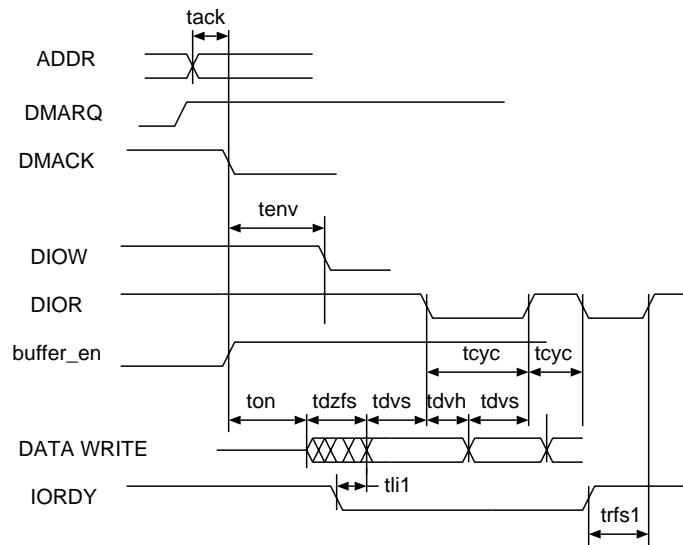 tack
ADDR
DMARQ
DMACK
tenv
DIOW
DIOR
buffer_en
tcyc tcyc
ton tdzfs tdvs tdvh tdvs
DATA WRITE
tli1
IORDY
trfs1